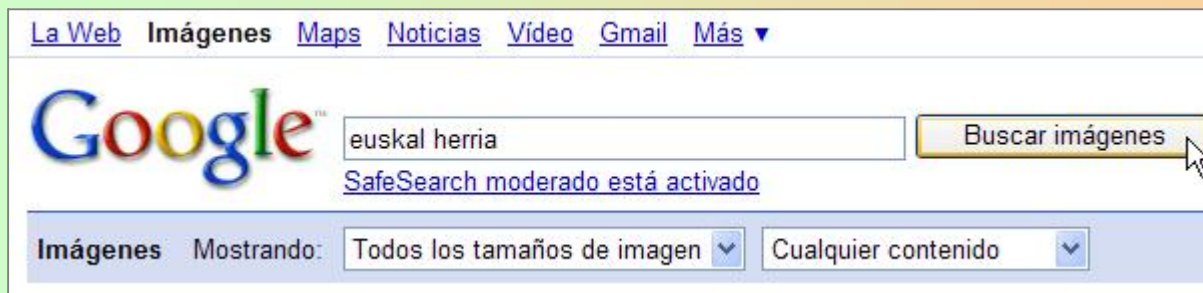 La Web Imágenes Maps Noticias Vídeo Gmail Más ▼
Google™ euskal herria Buscar imágenes
SafeSearch moderado está activado
Imágenes Mostrando: Todos los tamaños de imagen Cualquier contenido